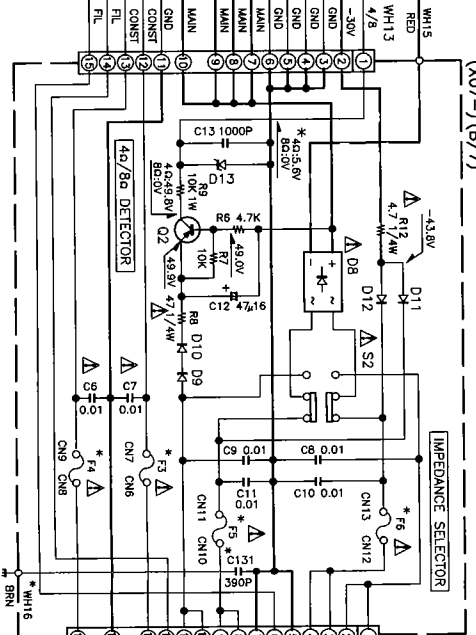 (X07-) (B/7)
WH15
RED
WH13
4/8
-30V
GND
GND
GND
GND
MAIN
MAIN
MAIN
MAIN
GND
CONST
CONST
FIL
FIL
1
2
3
4
5
6
7
8
9
10
11
12
13
14
15
C13 1000P
* 4Ω:5.6V
8Ω:0V
D13
R9
10K 1W
4Ω:49.8V
8Ω:0V
Q2
R6 4.7K
R7
10K
49.0V
49.9V
C12 47μ16
R8
47 1/4W
D10
D9
4Ω/8Ω DETECTOR
-43.8V
R12
4.7 1/4W
D8
D12
D11
S2
IMPEDANCE SELECTOR
C6
0.01
C7
0.01
C9 0.01
C8 0.01
C11
0.01
C10 0.01
CN9
* F4
CN8
CN7
* F3
CN6
CN11
* F5
CN10
CN13
* F6
CN12
* C131
390P
* WH16
BRN